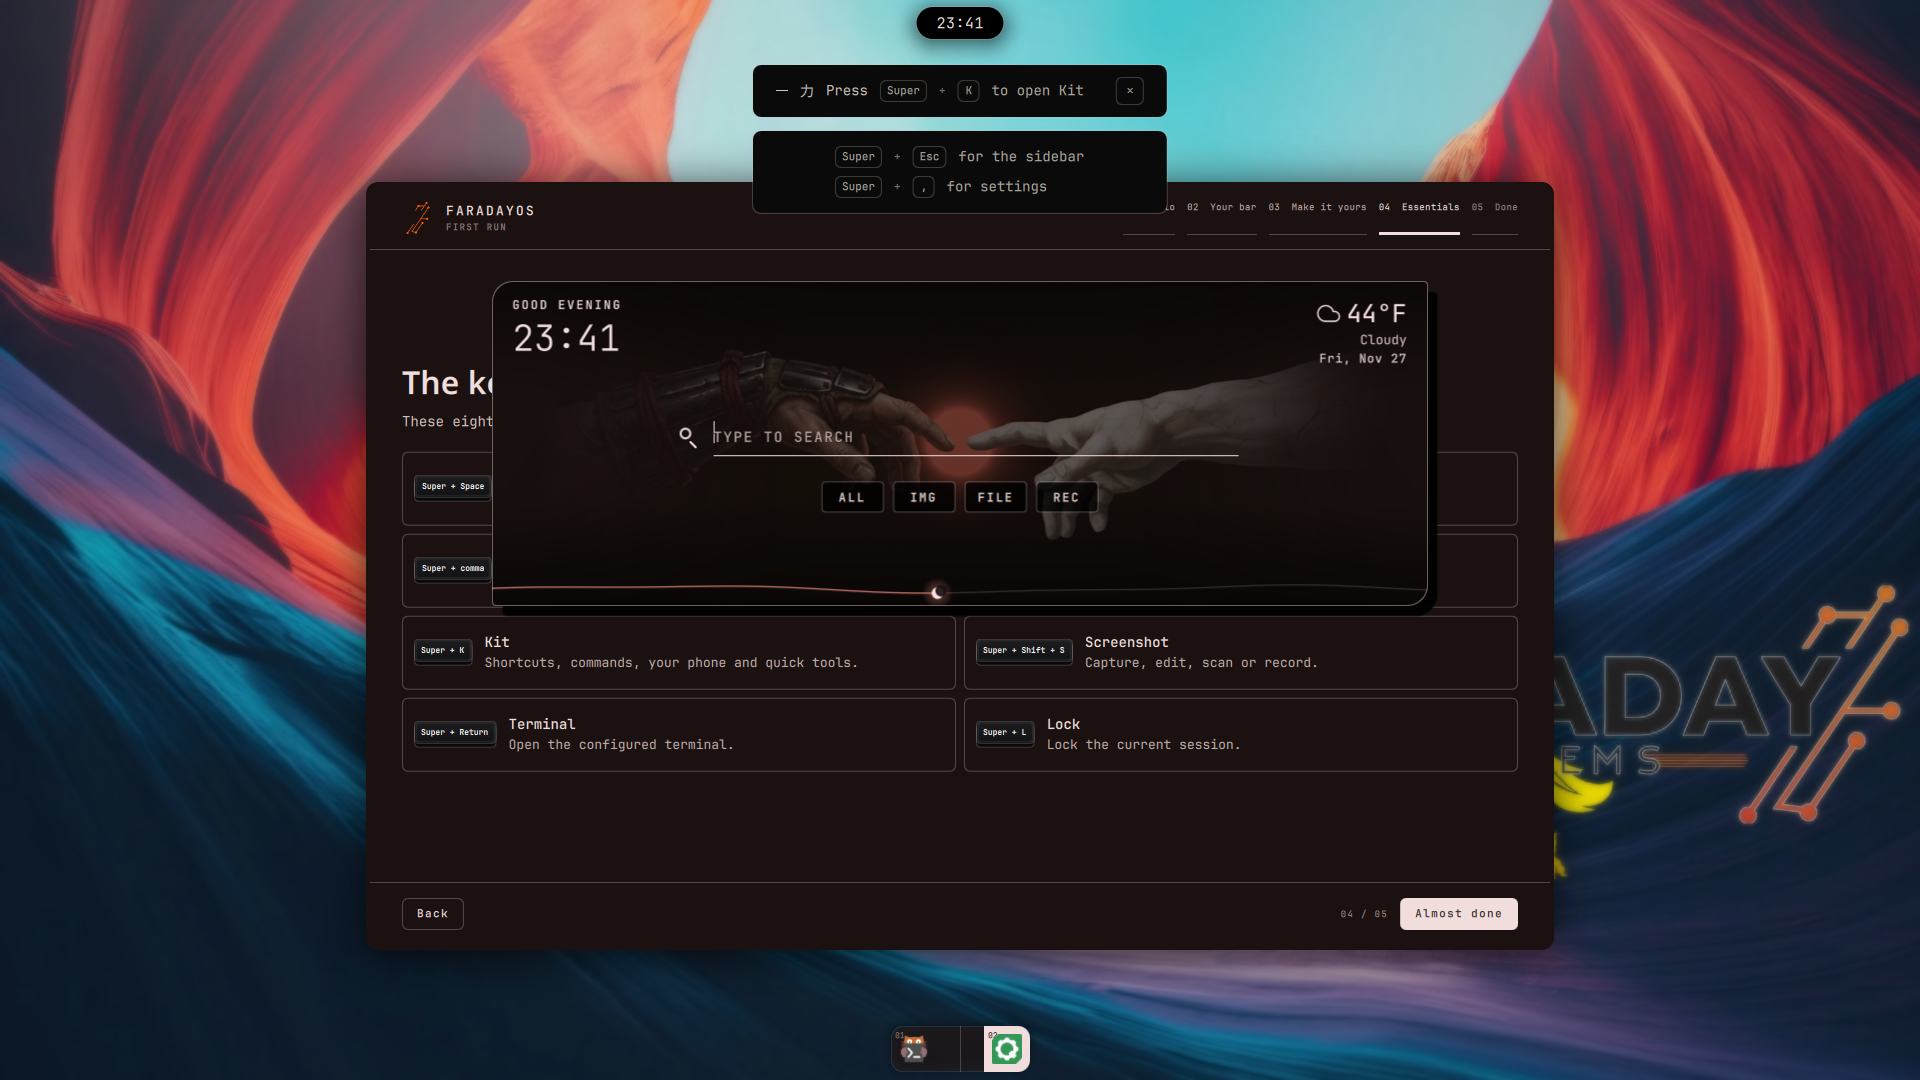 23:41
一 力 Press Super + K to open Kit ×
Super + Esc for the sidebar
Super + , for settings
FARADAYOS
FIRST RUN
02 Your bar 03 Make it yours 04 Essentials 05 Done
GOOD EVENING
23:41
44°F
Cloudy
Fri, Nov 27
The
These eight
TYPE TO SEARCH
ALL IMG FILE REC
Super + Space
Super + comma
Super + K
Kit
Shortcuts, commands, your phone and quick tools.
Super + Shift + S
Screenshot
Capture, edit, scan or record.
Super + Return
Terminal
Open the configured terminal.
Super + L
Lock
Lock the current session.
ADAY
EMS
Back
04 / 05
Almost done
01